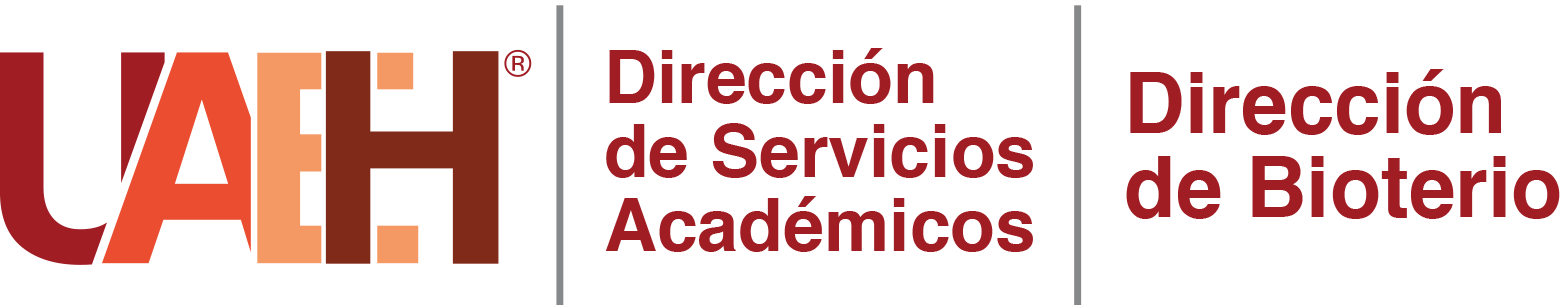 UAEH®
Dirección
de Servicios
Académicos
Dirección
de Bioterio